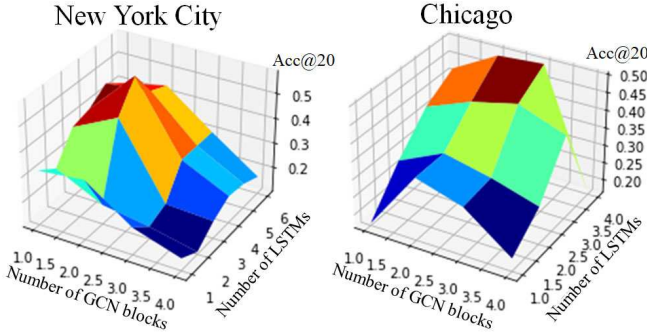 New York City
Chicago
Acc@20
0.5
0.4
0.3
0.2
1.0 1.5 2.0 2.5 3.0 3.5 4.0
Number of GCN blocks
1 2 3 4 5 6
Number of LSTMs
Acc@20
0.50
0.45
0.40
0.35
0.30
0.25
0.20
1.0 1.5 2.0 2.5 3.0 3.5 4.0
Number of GCN blocks
1.0 1.5 2.0 2.5 3.0 3.5 4.0
Number of LSTMs